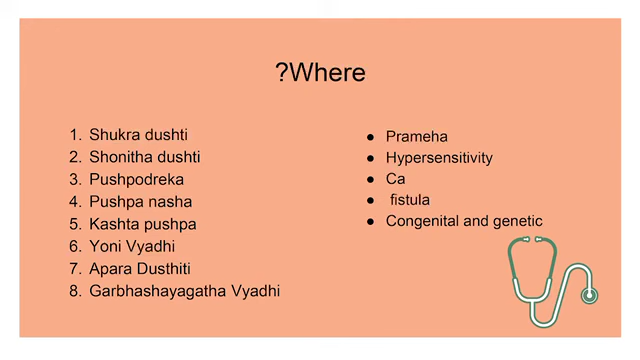 ?Where
1. Shukra dushti
2. Shonitha dushti
3. Pushpodreka
4. Pushpa nasha
5. Kashta pushpa
6. Yoni Vyadhi
7. Apara Dusthiti
8. Garbhashayagatha Vyadhi
● Prameha
● Hypersensitivity
● Ca
● fistula
● Congenital and genetic